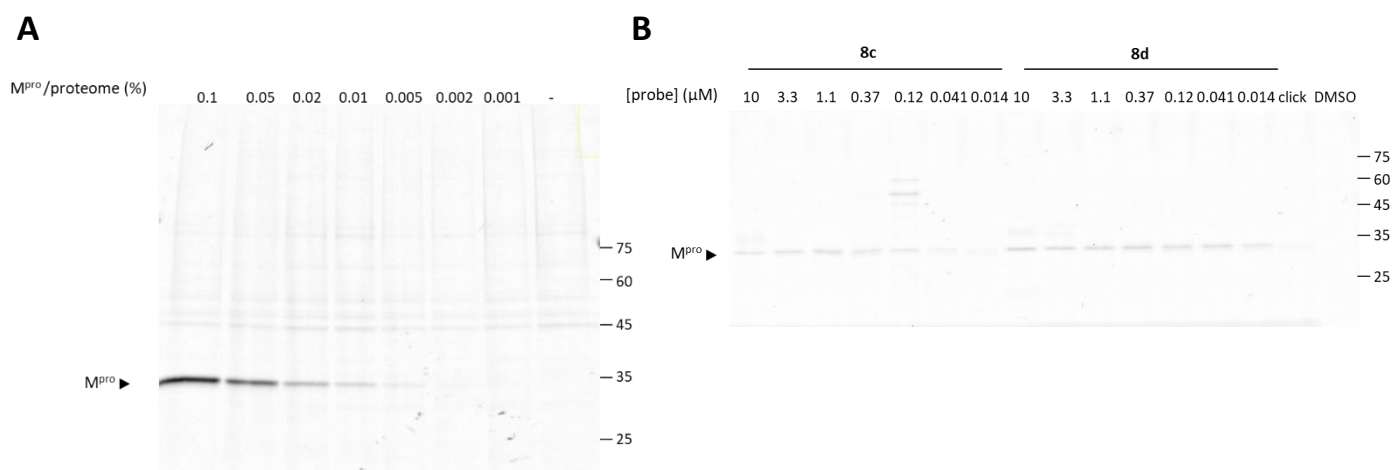 A
Mᵖʳᵒ/proteome (%) 0.1 0.05 0.02 0.01 0.005 0.002 0.001 -
75
60
45
Mᵖʳᵒ 35
25
B
8c 8d
[probe] (µM) 10 3.3 1.1 0.37 0.12 0.041 0.014 10 3.3 1.1 0.37 0.12 0.041 0.014 click DMSO
75
60
45
35
Mᵖʳᵒ
25